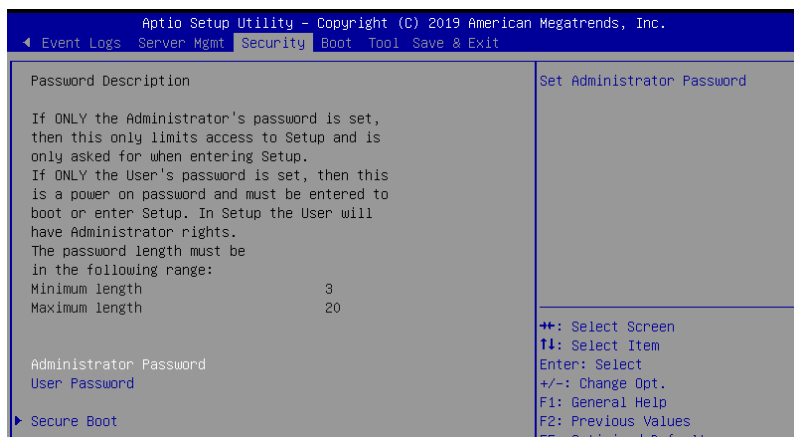 Aptio Setup Utility – Copyright (C) 2019 American Megatrends, Inc.
Event Logs Server Mgmt Security Boot Tool Save & Exit
Password Description
If ONLY the Administrator's password is set,
then this only limits access to Setup and is
only asked for when entering Setup.
If ONLY the User's password is set, then this
is a power on password and must be entered to
boot or enter Setup. In Setup the User will
have Administrator rights.
The password length must be
in the following range:
Minimum length 3
Maximum length 20
Administrator Password
User Password
Secure Boot
Set Administrator Password
→←: Select Screen
↑↓: Select Item
Enter: Select
+/-: Change Opt.
F1: General Help
F2: Previous Values